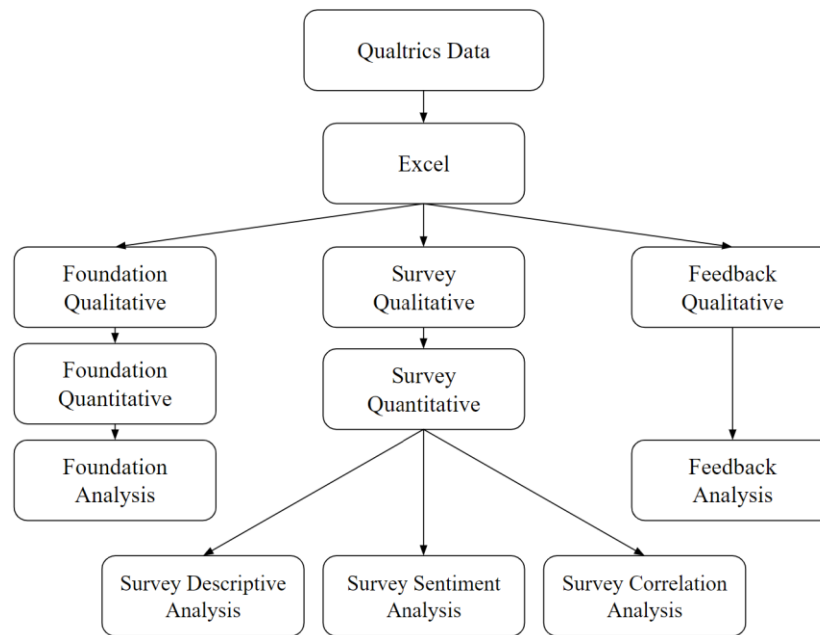 Qualtrics Data
Excel
Foundation
Qualitative
Survey
Qualitative
Feedback
Qualitative
Foundation
Quantitative
Survey
Quantitative
Foundation
Analysis
Feedback
Analysis
Survey Descriptive
Analysis
Survey Sentiment
Analysis
Survey Correlation
Analysis